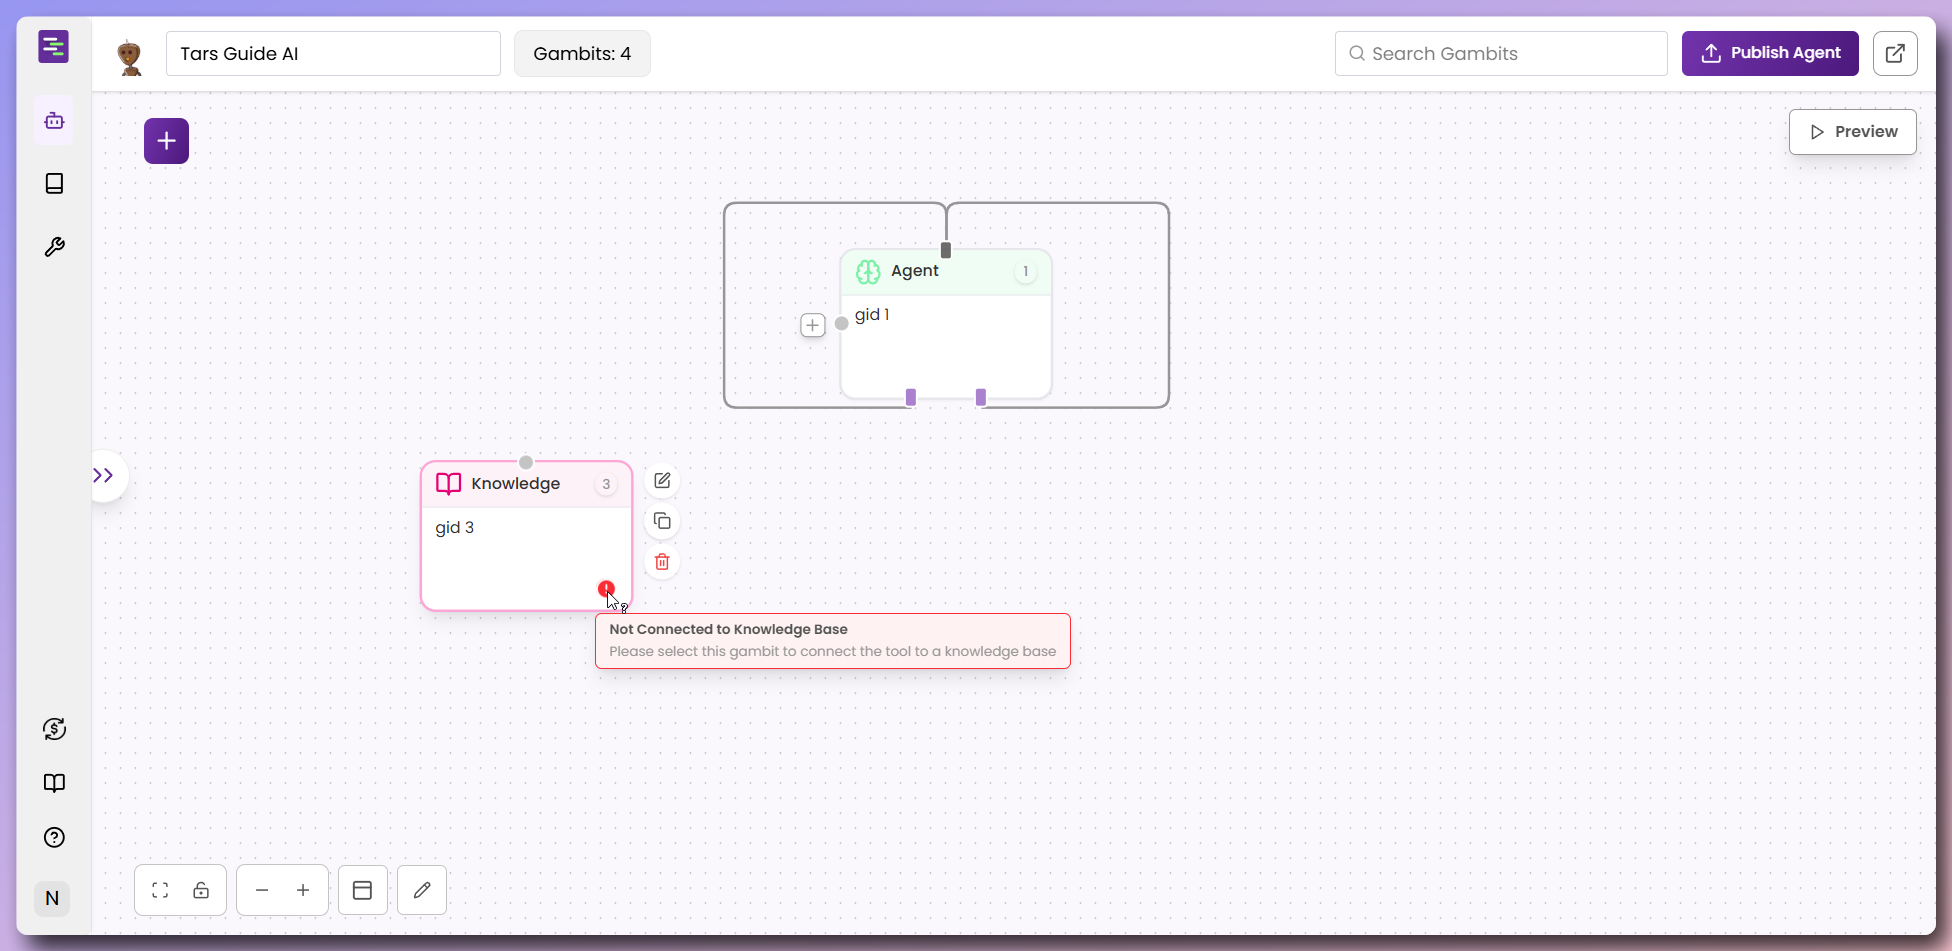 Tars Guide AI
Gambits: 4
Search Gambits
Publish Agent
Preview
Agent
1
gid 1
Knowledge
3
gid 3
Not Connected to Knowledge Base
Please select this gambit to connect the tool to a knowledge base
N